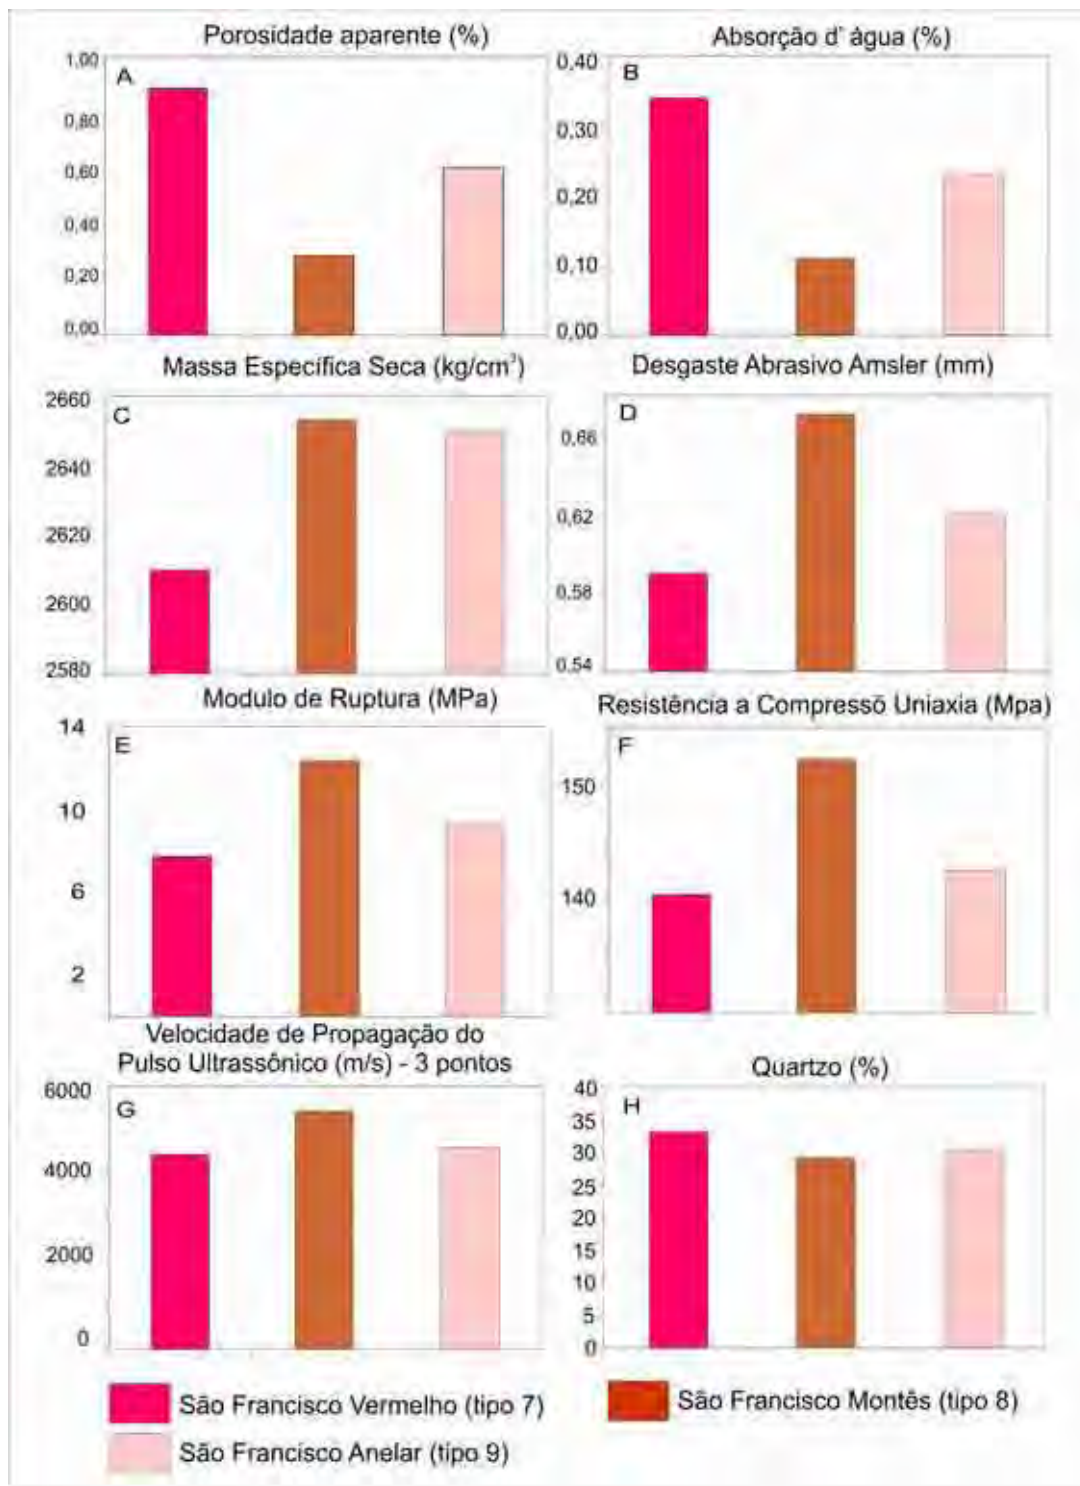 Porosidade aparente (%)
A
1,00
0,80
0,60
0,40
0,20
0,00
Absorção d' água (%)
B
0,40
0,30
0,20
0,10
0,00
Massa Específica Seca (kg/cm³)
C
2660
2640
2620
2600
2580
Desgaste Abrasivo Amsler (mm)
D
0,66
0,62
0,58
0,54
Modulo de Ruptura (MPa)
E
14
10
6
2
Resistência a Compressõ Uniaxia (Mpa)
F
150
140
Velocidade de Propagação do
Pulso Ultrassônico (m/s) - 3 pontos
G
6000
4000
2000
0
Quartzo (%)
H
40
35
30
25
20
15
10
5
0
São Francisco Vermelho (tipo 7)
São Francisco Montês (tipo 8)
São Francisco Anelar (tipo 9)